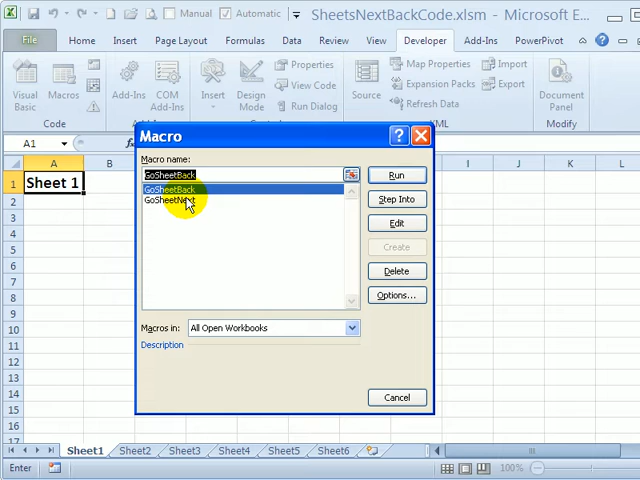 SheetsNextBackCode.xlsm - Microsoft E...
Manual Calculation
File Home Insert Page Layout Formulas Data Review View Developer Add-Ins PowerPivot
Visual Basic
Macros
Code
Add-Ins
COM Add-Ins
Insert
Design Mode
Properties
View Code
Run Dialog
Source
Map Properties
Expansion Packs
Refresh Data
Import
Export
Document Panel
Modify
A1
A B I J K L
1 Sheet 1
2
3
4
5
6
7
8
9
10
11
12
13
14
15
16
17
Macro
Macro name:
GoSheetBack
GoSheetBack
GoSheetNext
Run
Step Into
Edit
Create
Delete
Options...
Macros in: All Open Workbooks
Description
Cancel
Sheet1 Sheet2 Sheet3 Sheet4 Sheet5 Sheet6
Enter 100%